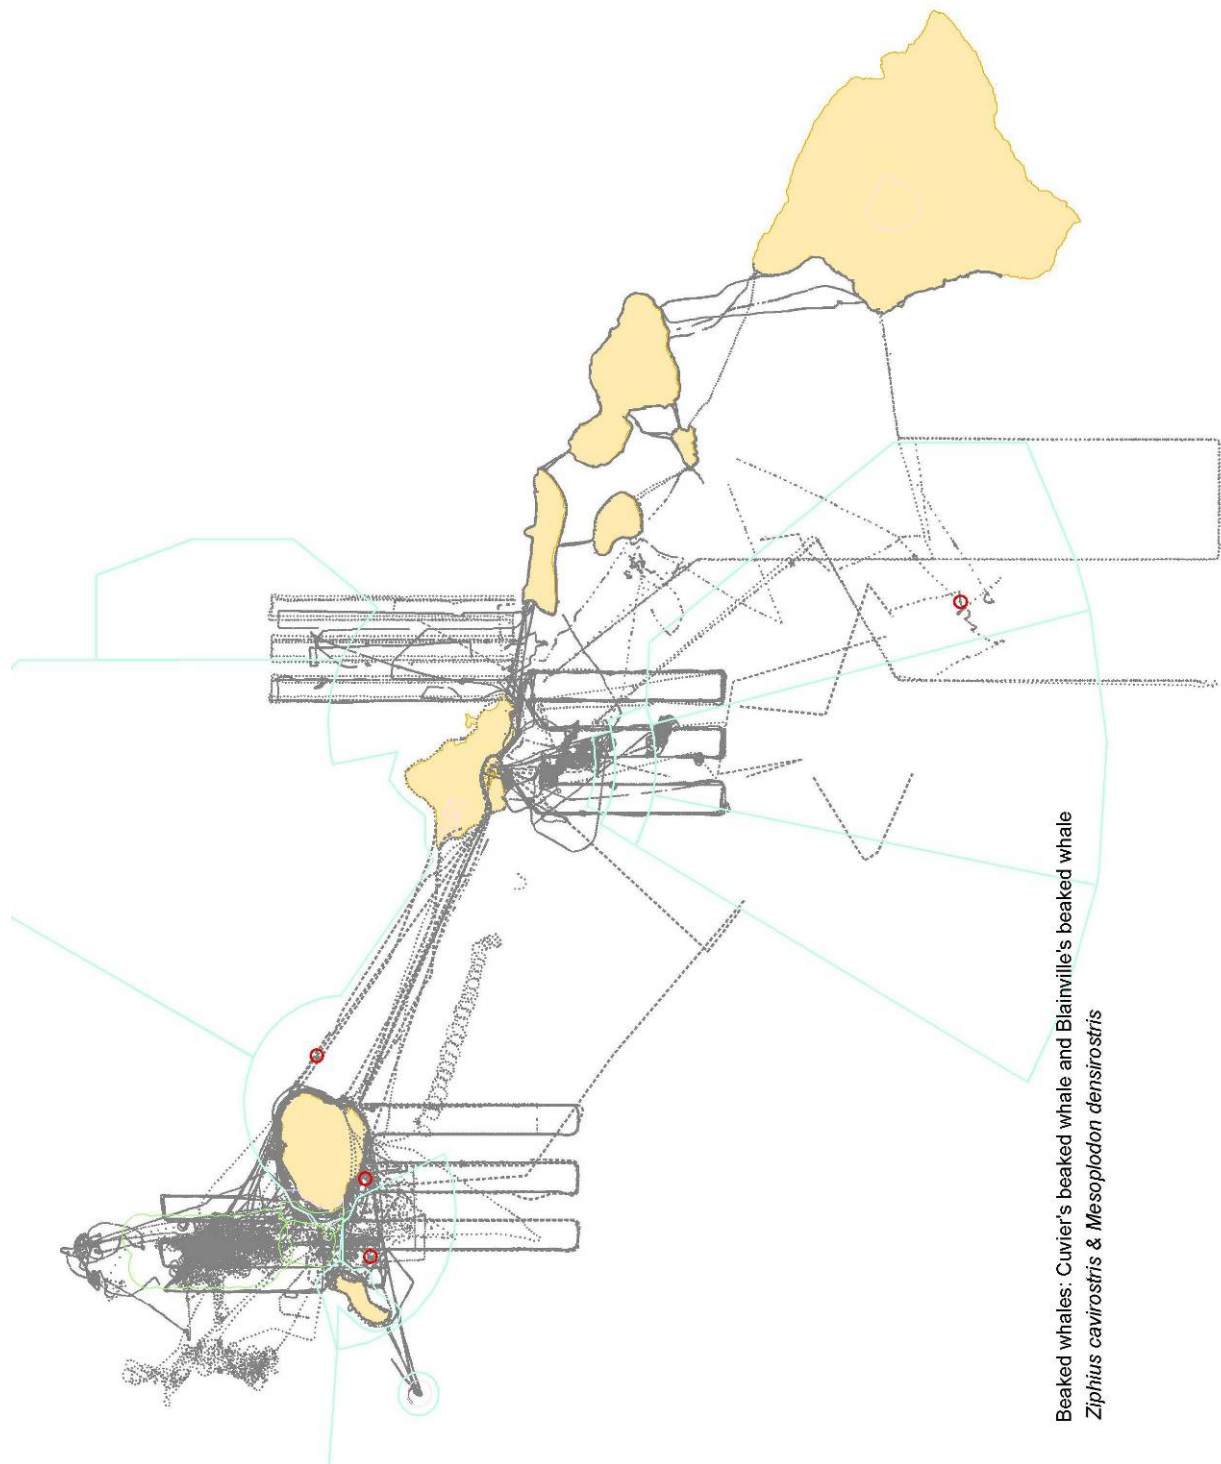 Beaked whales: Cuvier's beaked whale and Blainville's beaked whale
Ziphius cavirostris & Mesoplodon densirostris